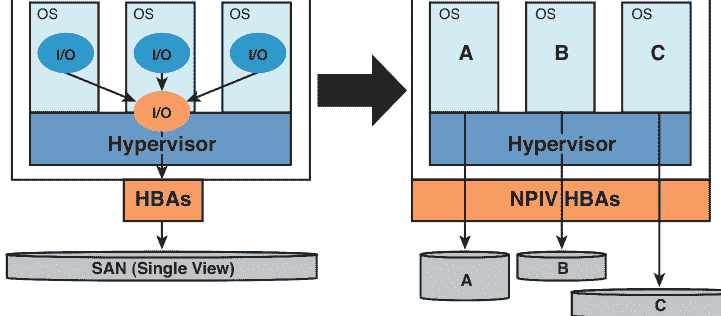 OS OS OS
I/O I/O I/O
I/O
Hypervisor
HBAs
SAN (Single View)
OS OS OS
A B C
Hypervisor
NPIV HBAs
A
B
C